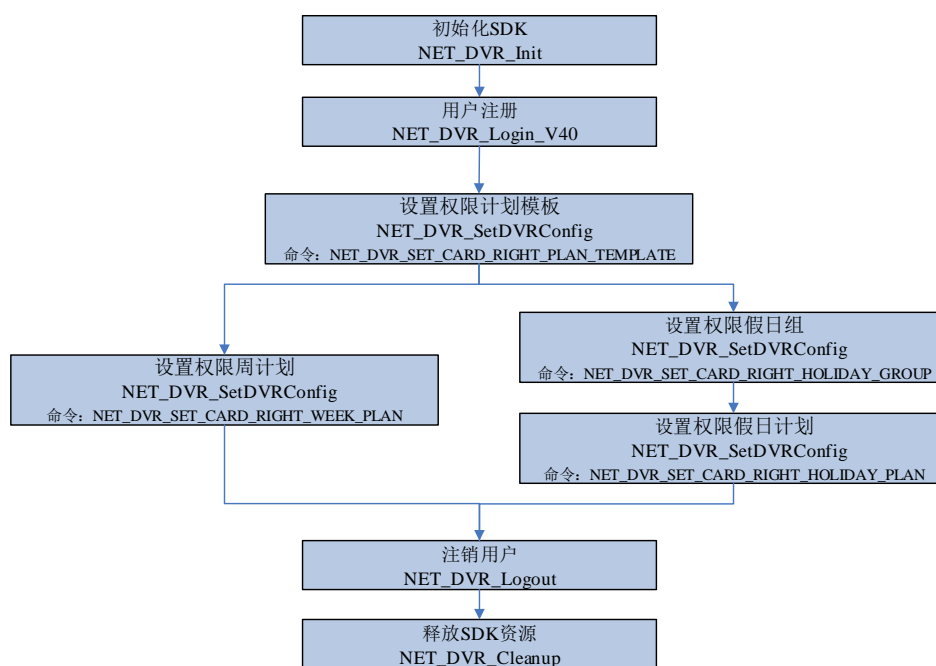 初始化SDK
NET_DVR_Init
用户注册
NET_DVR_Login_V40
设置权限计划模板
NET_DVR_SetDVRConfig
命令：NET_DVR_SET_CARD_RIGHT_PLAN_TEMPLATE
设置权限周计划
NET_DVR_SetDVRConfig
命令：NET_DVR_SET_CARD_RIGHT_WEEK_PLAN
设置权限假日组
NET_DVR_SetDVRConfig
命令：NET_DVR_SET_CARD_RIGHT_HOLIDAY_GROUP
设置权限假日计划
NET_DVR_SetDVRConfig
命令：NET_DVR_SET_CARD_RIGHT_HOLIDAY_PLAN
注销用户
NET_DVR_Logout
释放SDK资源
NET_DVR_Cleanup